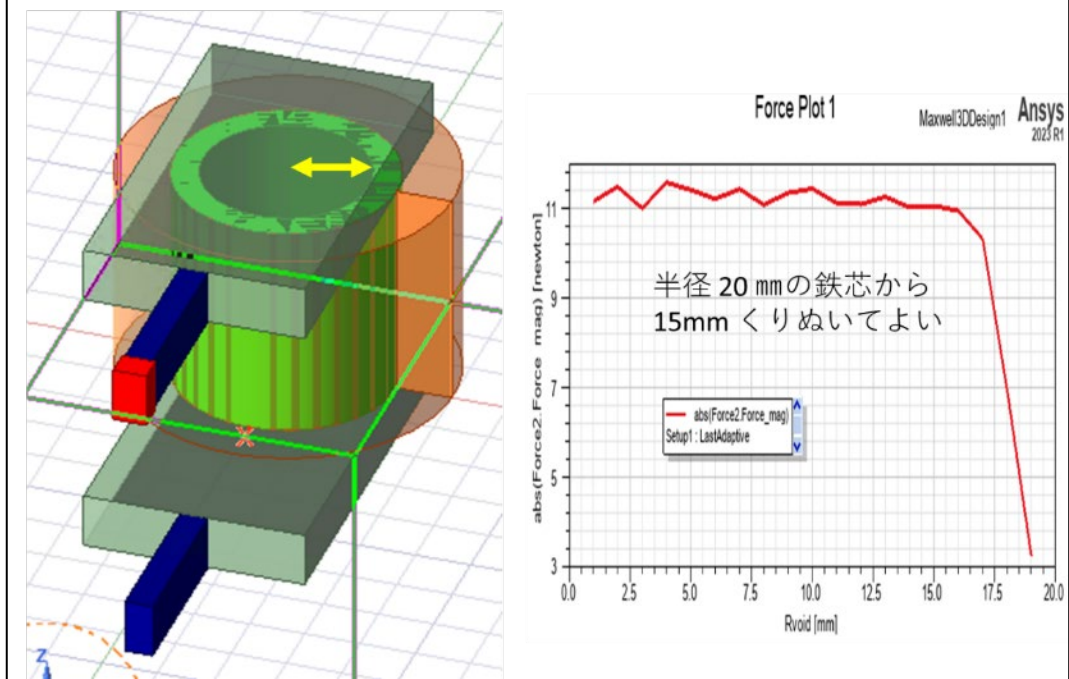 Z
X
Force Plot 1
Maxwell3DDesign1
Ansys
2023 R1
abs(Force2.Force_mag) [newton]
11
9
7
5
3
半径 20 ㎜の鉄芯から
15mm くりぬいてよい
abs(Force2.Force_mag)
Setup1 : LastAdaptive
0.0 2.5 5.0 7.5 10.0 12.5 15.0 17.5 20.0
Rvoid [mm]